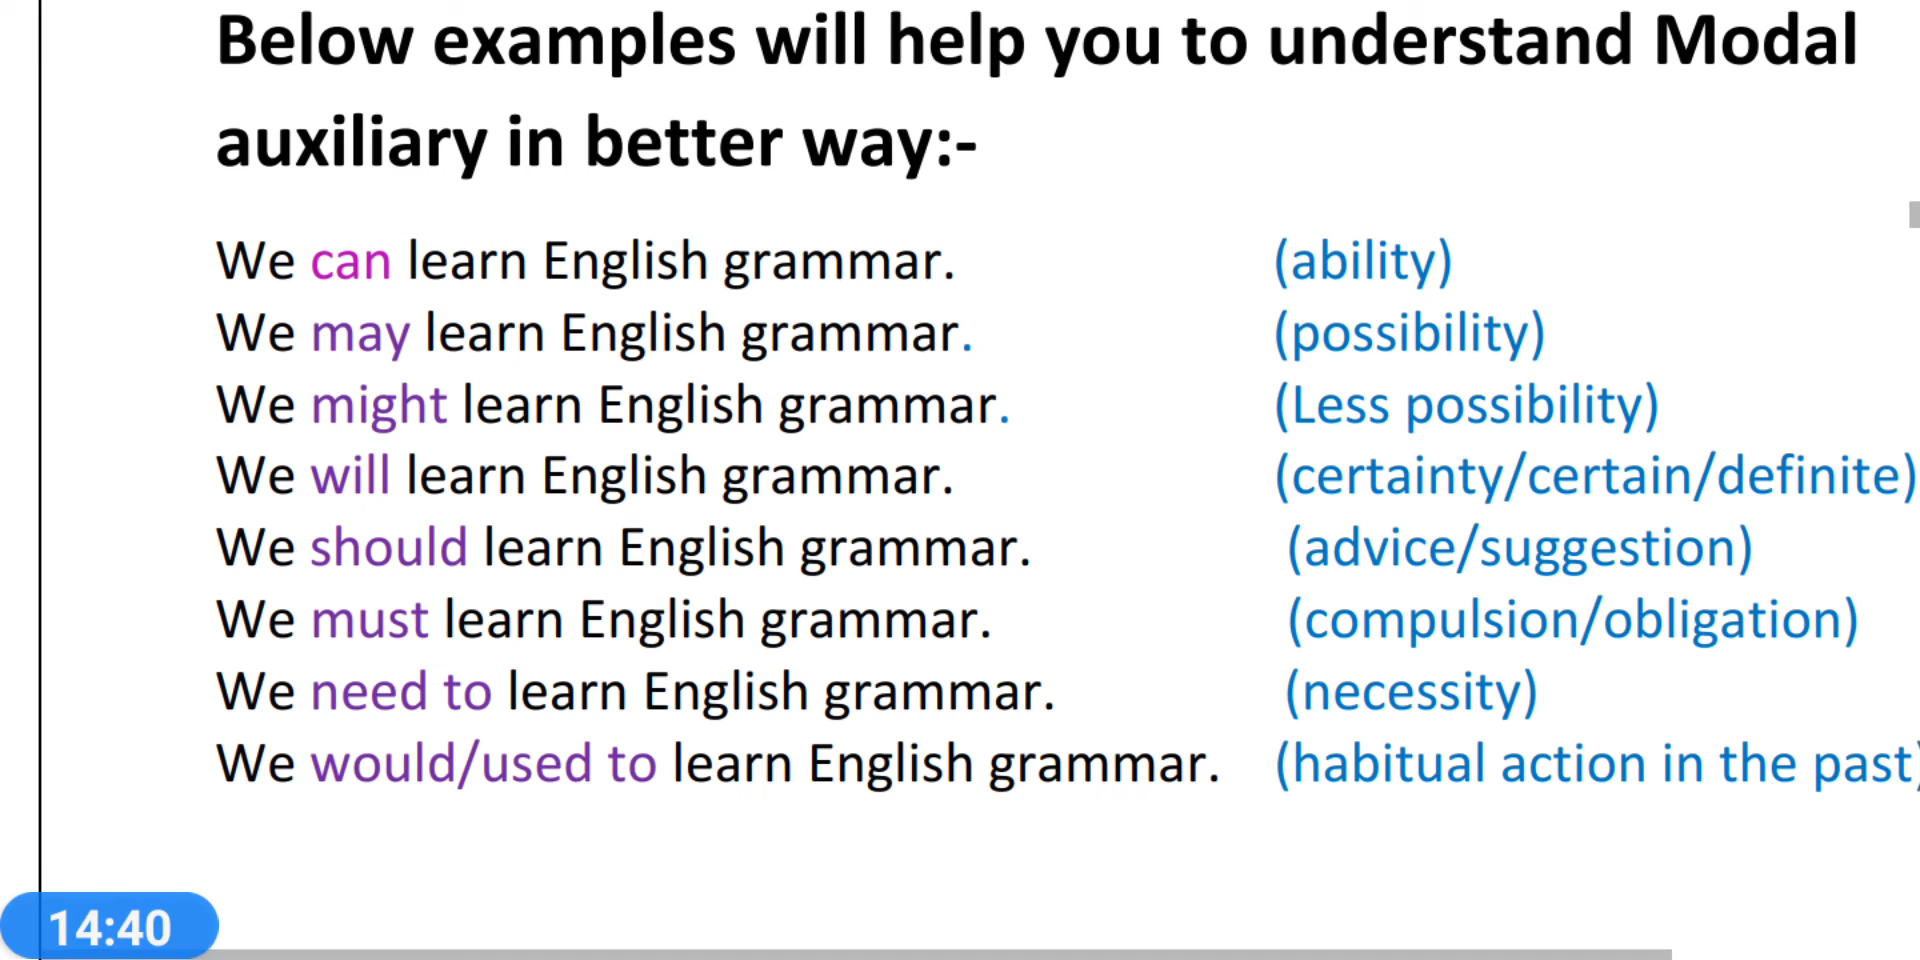 Below examples will help you to understand Modal
auxiliary in better way:-
We can learn English grammar. (ability)
We may learn English grammar. (possibility)
We might learn English grammar. (Less possibility)
We will learn English grammar. (certainty/certain/definite)
We should learn English grammar. (advice/suggestion)
We must learn English grammar. (compulsion/obligation)
We need to learn English grammar. (necessity)
We would/used to learn English grammar. (habitual action in the past)
14:40